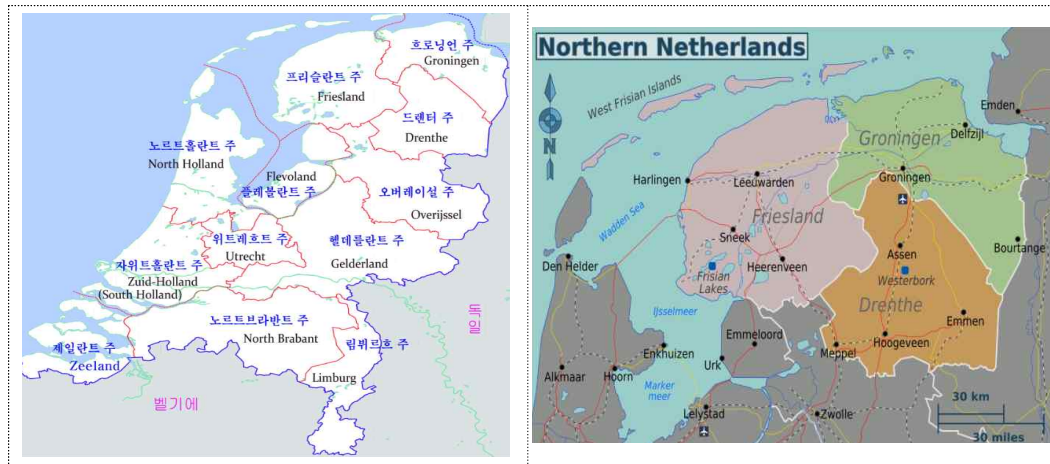 흐로닝언 주
Groningen
프리슬란트 주
Friesland
드렌터 주
Drenthe
노르트홀란트 주
North Holland
Flevoland
플레볼란트 주
오버레이설 주
Overijssel
위트레흐트 주
Utrecht
헬데를란트 주
Gelderland
자위트홀란트 주
Zuid-Holland
(South Holland)
노르트브라반트 주
North Brabant
림뷔르흐 주
Limburg
제일란트 주
Zeeland
독일
벨기에
Northern Netherlands
West Frisian Islands
N
Emden
Groningen
Delfzijl
Harlingen
Leeuwarden
Groningen
Wadden Sea
Friesland
Sneek
Assen
Bourtange
Den Helder
Frisian
Lakes
Heerenveen
Westerbork
Drenthe
IJsselmeer
Emmeloord
Emmen
Enkhuizen
Urk
Meppel
Hoogeveen
Alkmaar
Hoorn
Marker
meer
Lelystad
Zwolle
30 km
30 miles